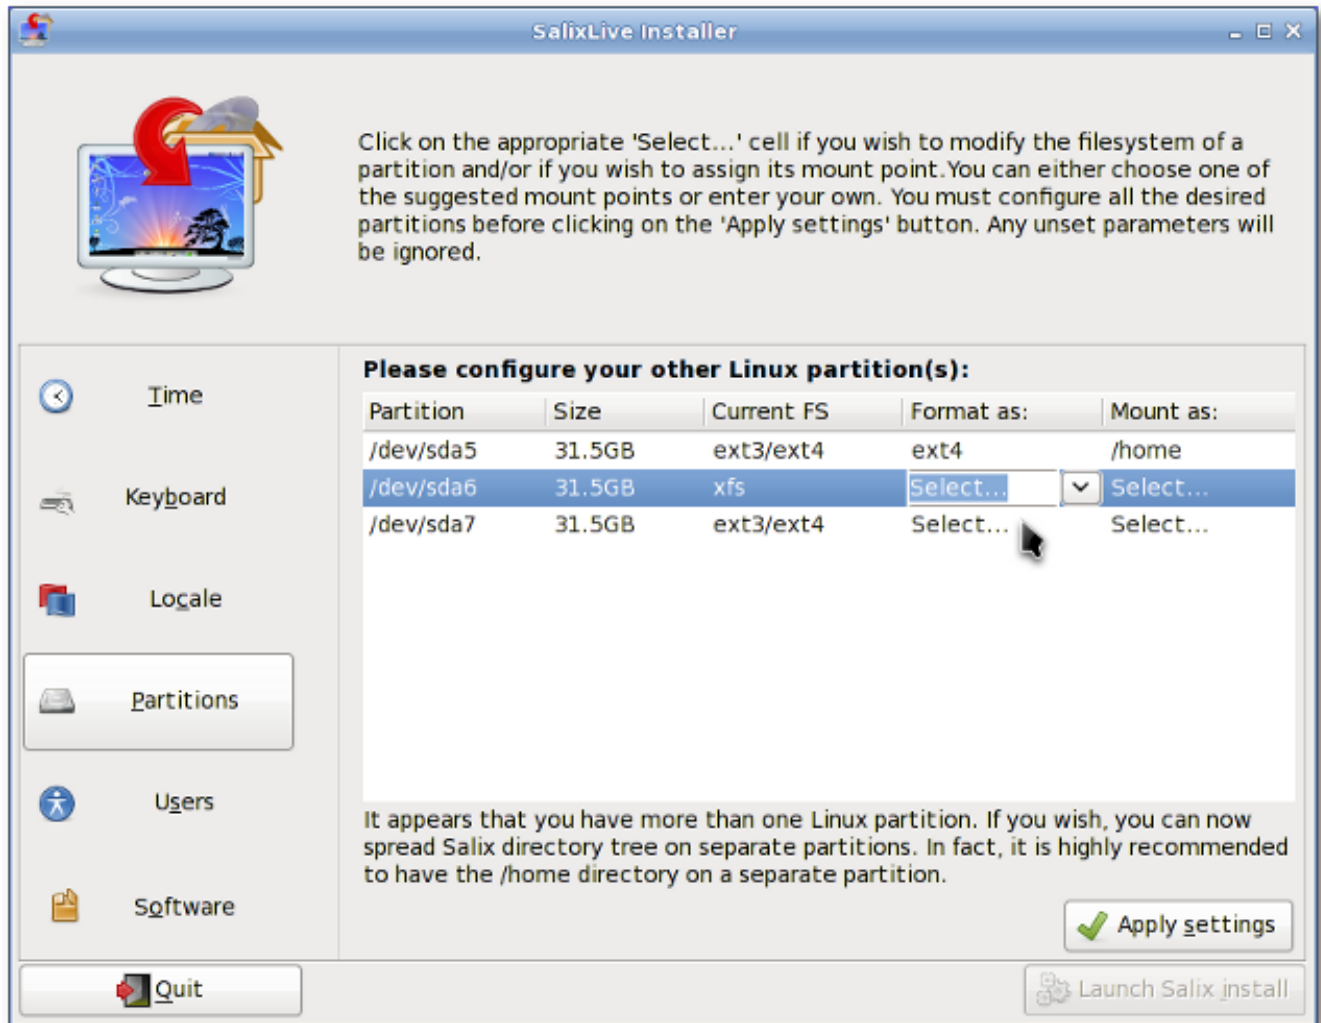 SalixLive Installer
Click on the appropriate 'Select...' cell if you wish to modify the filesystem of a
partition and/or if you wish to assign its mount point.You can either choose one of
the suggested mount points or enter your own. You must configure all the desired
partitions before clicking on the 'Apply settings' button. Any unset parameters will
be ignored.
Time
Keyboard
Locale
Partitions
Users
Software
Please configure your other Linux partition(s):
Partition Size Current FS Format as: Mount as:
/dev/sda5 31.5GB ext3/ext4 ext4 /home
/dev/sda6 31.5GB xfs Select... Select...
/dev/sda7 31.5GB ext3/ext4 Select... Select...
It appears that you have more than one Linux partition. If you wish, you can now
spread Salix directory tree on separate partitions. In fact, it is highly recommended
to have the /home directory on a separate partition.
Apply settings
Quit
Launch Salix install